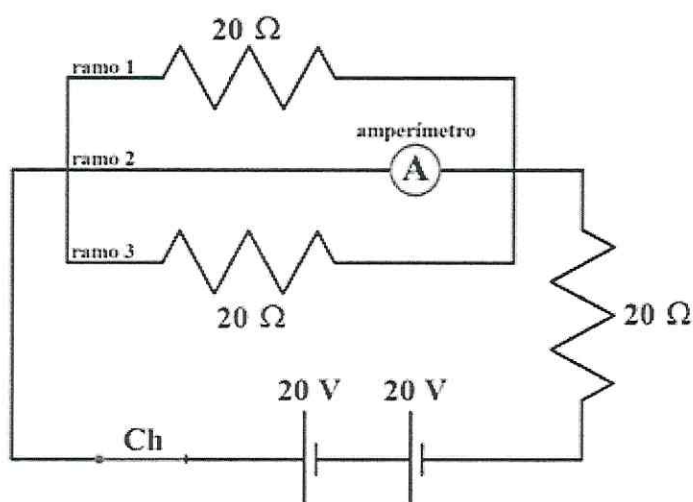 20 Ω
ramo 1
amperímetro
ramo 2
A
ramo 3
20 Ω
20 Ω
20 V 20 V
Ch